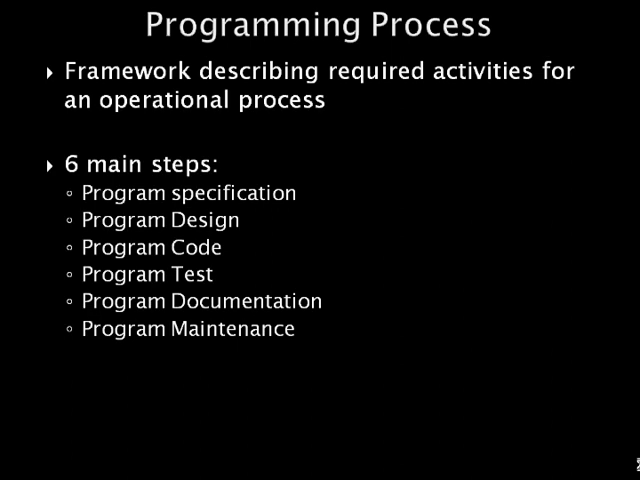 Programming Process
Framework describing required activities for
an operational process
6 main steps:
Program specification
Program Design
Program Code
Program Test
Program Documentation
Program Maintenance